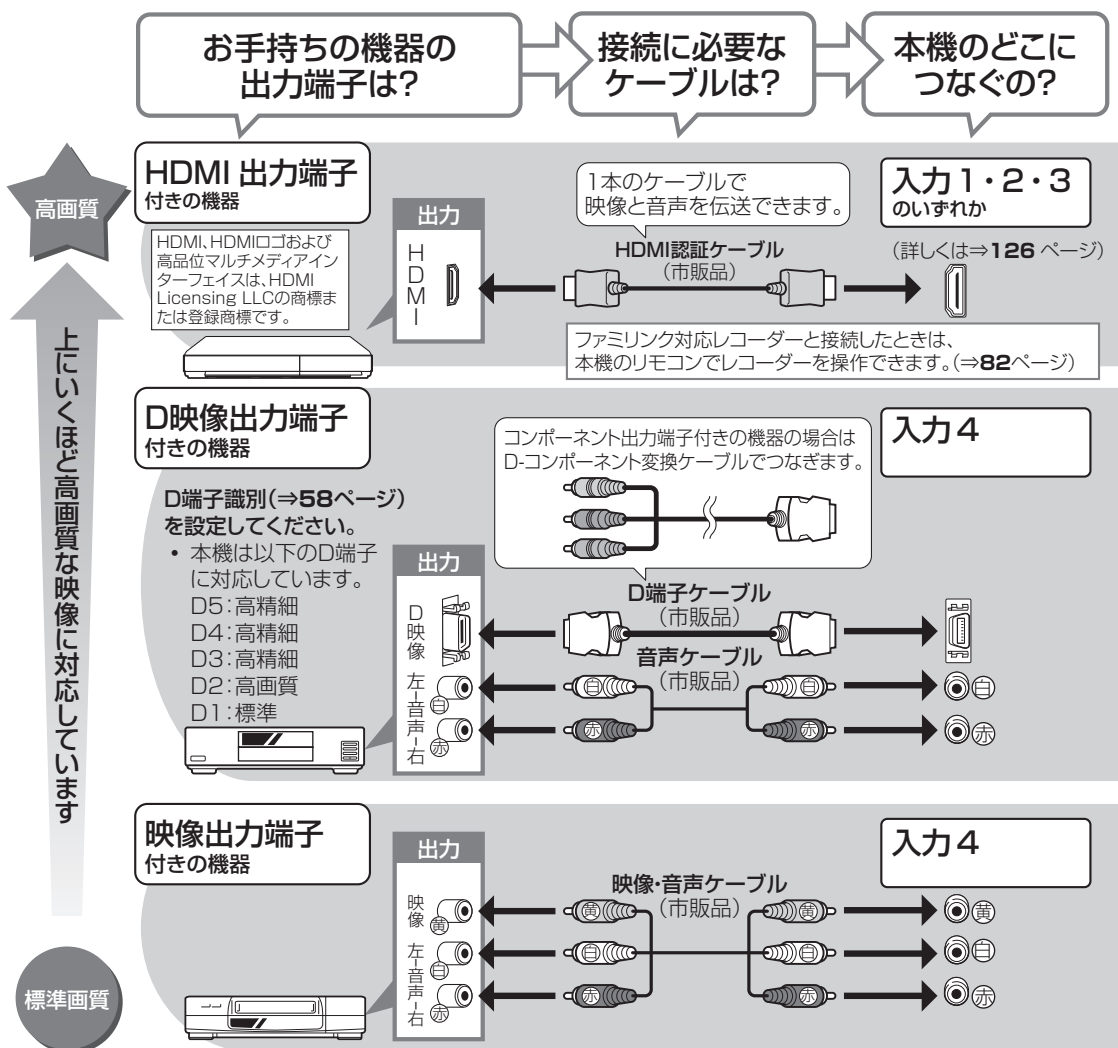 お手持ちの機器の
出力端子は?
接続に必要な
ケーブルは?
本機のどこに
つなぐの?
高画質
上にいくほど高画質な映像に対応しています
標準画質
HDMI 出力端子
付きの機器
HDMI、HDMIロゴおよび
高品位マルチメディアイン
ターフェイスは、HDMI
Licensing LLCの商標ま
たは登録商標です。
出力
HDMI
1本のケーブルで
映像と音声を伝送できます。
HDMI認証ケーブル
(市販品)
入力1・2・3
のいずれか
(詳しくは⇒126 ページ)
ファミリンク対応レコーダーと接続したときは、
本機のリモコンでレコーダーを操作できます。(⇒82ページ)
D映像出力端子
付きの機器
D端子識別(⇒58ページ)
を設定してください。
• 本機は以下のD端子
に対応しています。
D5:高精細
D4:高精細
D3:高精細
D2:高画質
D1:標準
出力
D映像
左-音声-右
白
赤
コンポーネント出力端子付きの機器の場合は
D-コンポーネント変換ケーブルでつなぎます。
D端子ケーブル
(市販品)
音声ケーブル
(市販品)
白 白
赤 赤
入力4
白
赤
映像出力端子
付きの機器
出力
映像
黄
左-音声-右
白
赤
映像・音声ケーブル
(市販品)
黄 黄
白 白
赤 赤
入力4
黄
白
赤